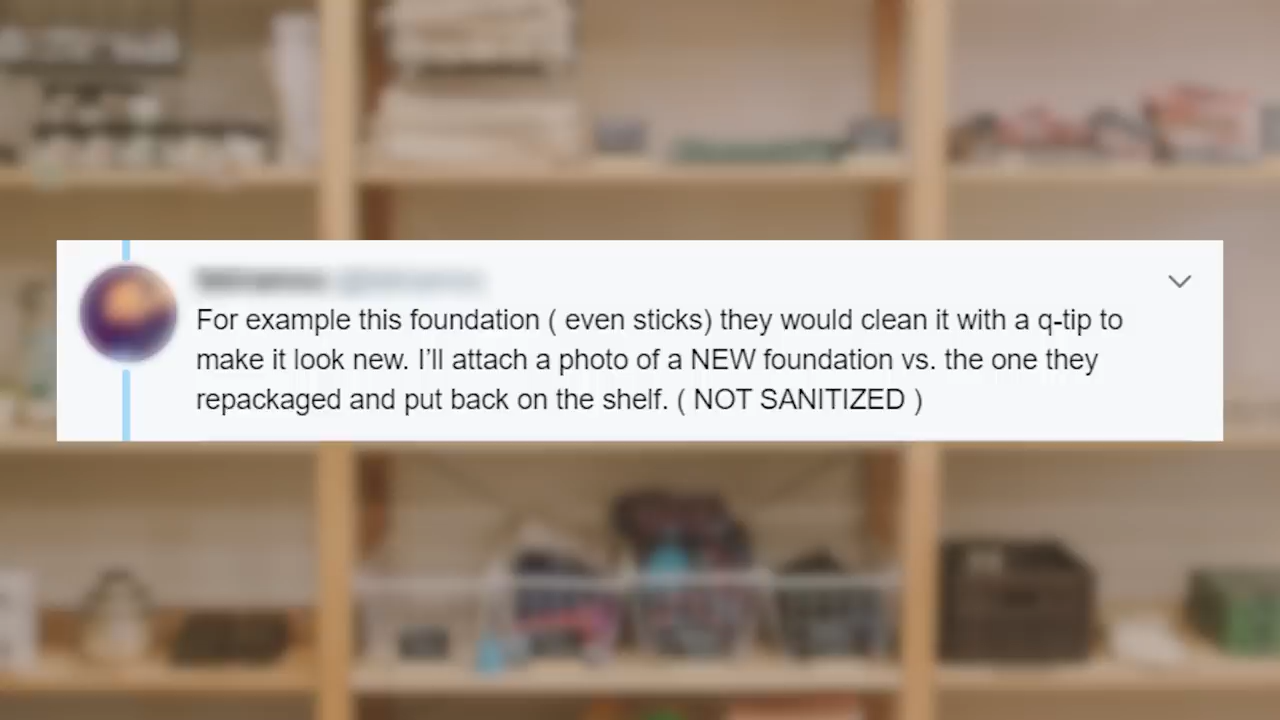 For example this foundation ( even sticks) they would clean it with a q-tip to
make it look new. I’ll attach a photo of a NEW foundation vs. the one they
repackaged and put back on the shelf. ( NOT SANITIZED )